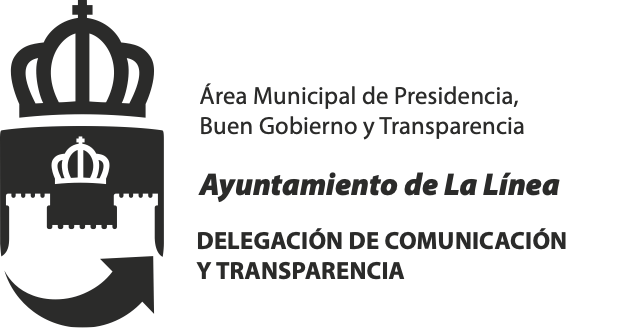 Área Municipal de Presidencia,
Buen Gobierno y Transparencia
Ayuntamiento de La Línea
DELEGACIÓN DE COMUNICACIÓN
Y TRANSPARENCIA